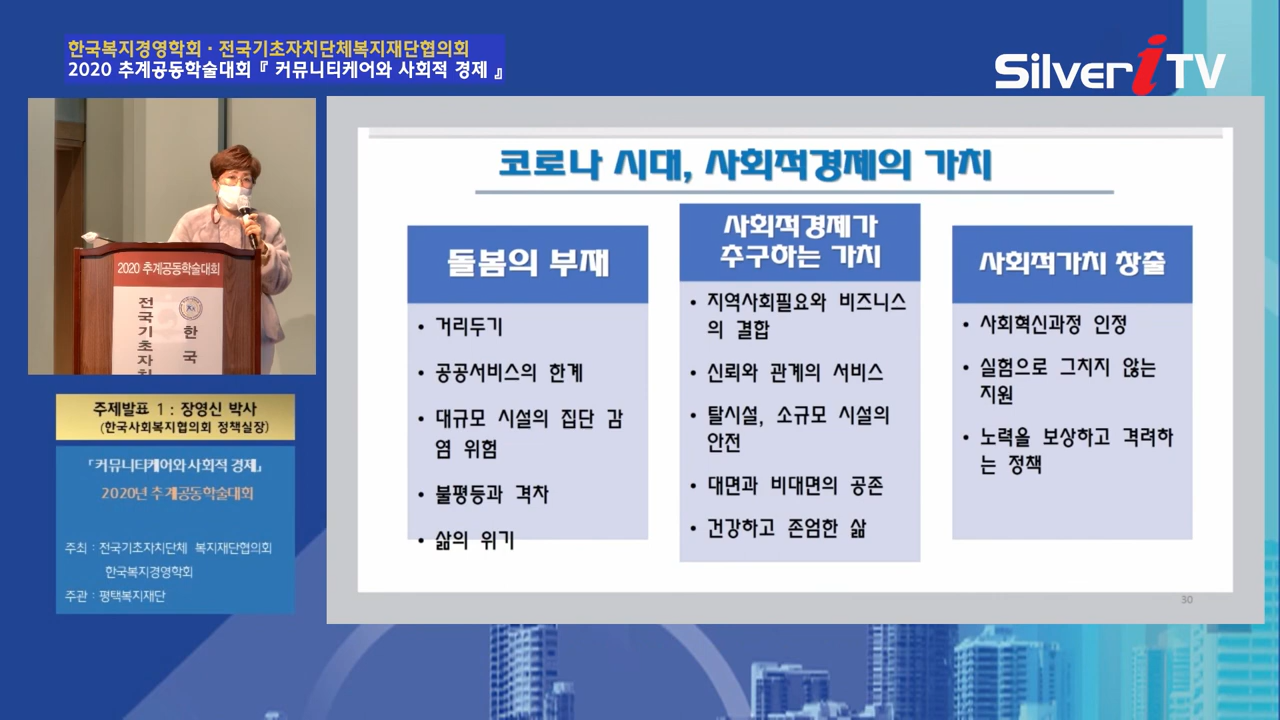 한국복지경영학회 · 전국기초자치단체복지재단협의회
2020 추계공동학술대회 『 커뮤니티케어와 사회적 경제 』
Silver i TV
코로나 시대, 사회적경제의 가치
돌봄의 부재
• 거리두기
• 공공서비스의 한계
• 대규모 시설의 집단 감
염 위험
• 불평등과 격차
• 삶의 위기
사회적경제가
추구하는 가치
• 지역사회필요와 비즈니스
의 결합
• 신뢰와 관계의 서비스
• 탈시설, 소규모 시설의
안전
• 대면과 비대면의 공존
• 건강하고 존엄한 삶
사회적가치 창출
• 사회혁신과정 인정
• 실험으로 그치지 않는
지원
• 노력을 보상하고 격려하
는 정책
30
2020 추계공동학술대회
전국기초자치
한국
주제발표 1 : 장영신 박사
(한국사회복지협의회 정책실장)
『커뮤니티케어와 사회적 경제』
2020년 추계공동학술대회
주최 : 전국기초자치단체 복지재단협의회
한국복지경영학회
주관 : 평택복지재단